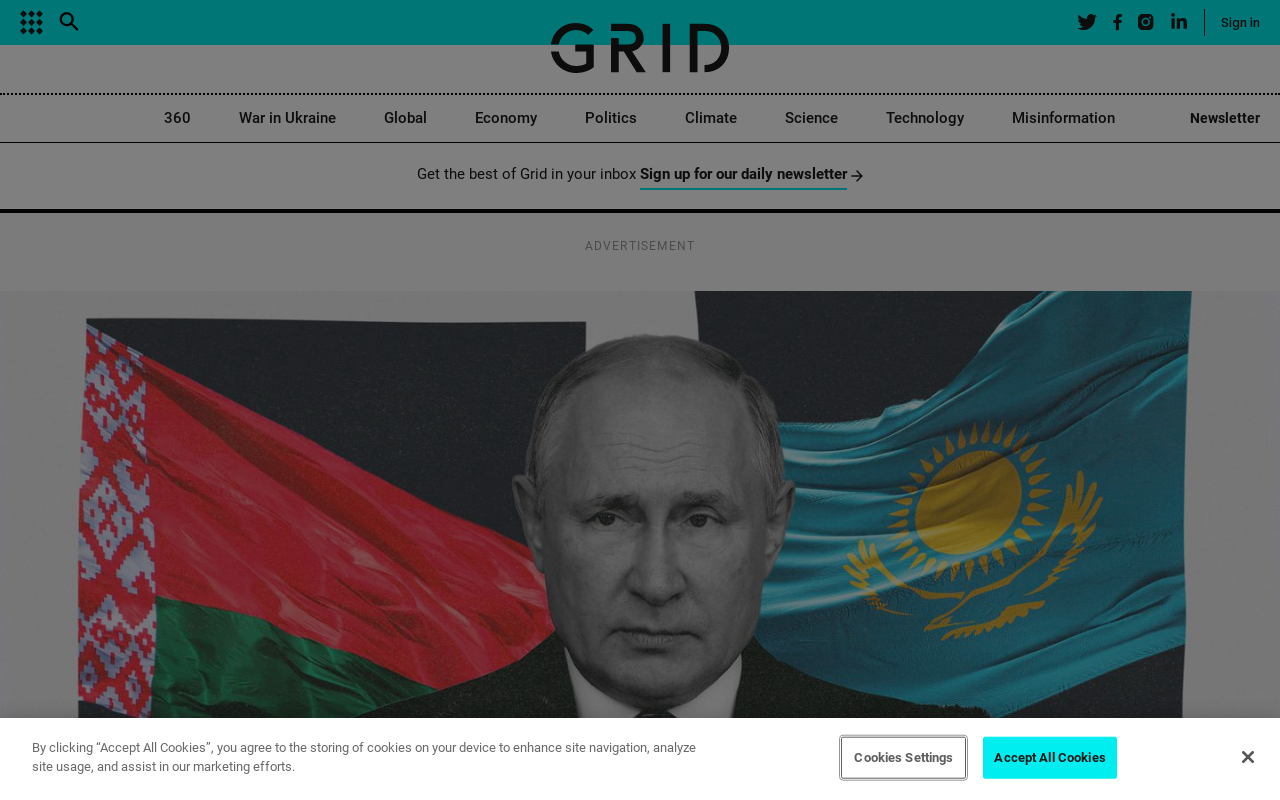 Sign in
GRID
360
War in Ukraine
Global
Economy
Politics
Climate
Science
Technology
Misinformation
Newsletter
Get the best of Grid in your inbox Sign up for our daily newsletter
ADVERTISEMENT
By clicking “Accept All Cookies”, you agree to the storing of cookies on your device to enhance site navigation, analyze
site usage, and assist in our marketing efforts.
Cookies Settings
Accept All Cookies